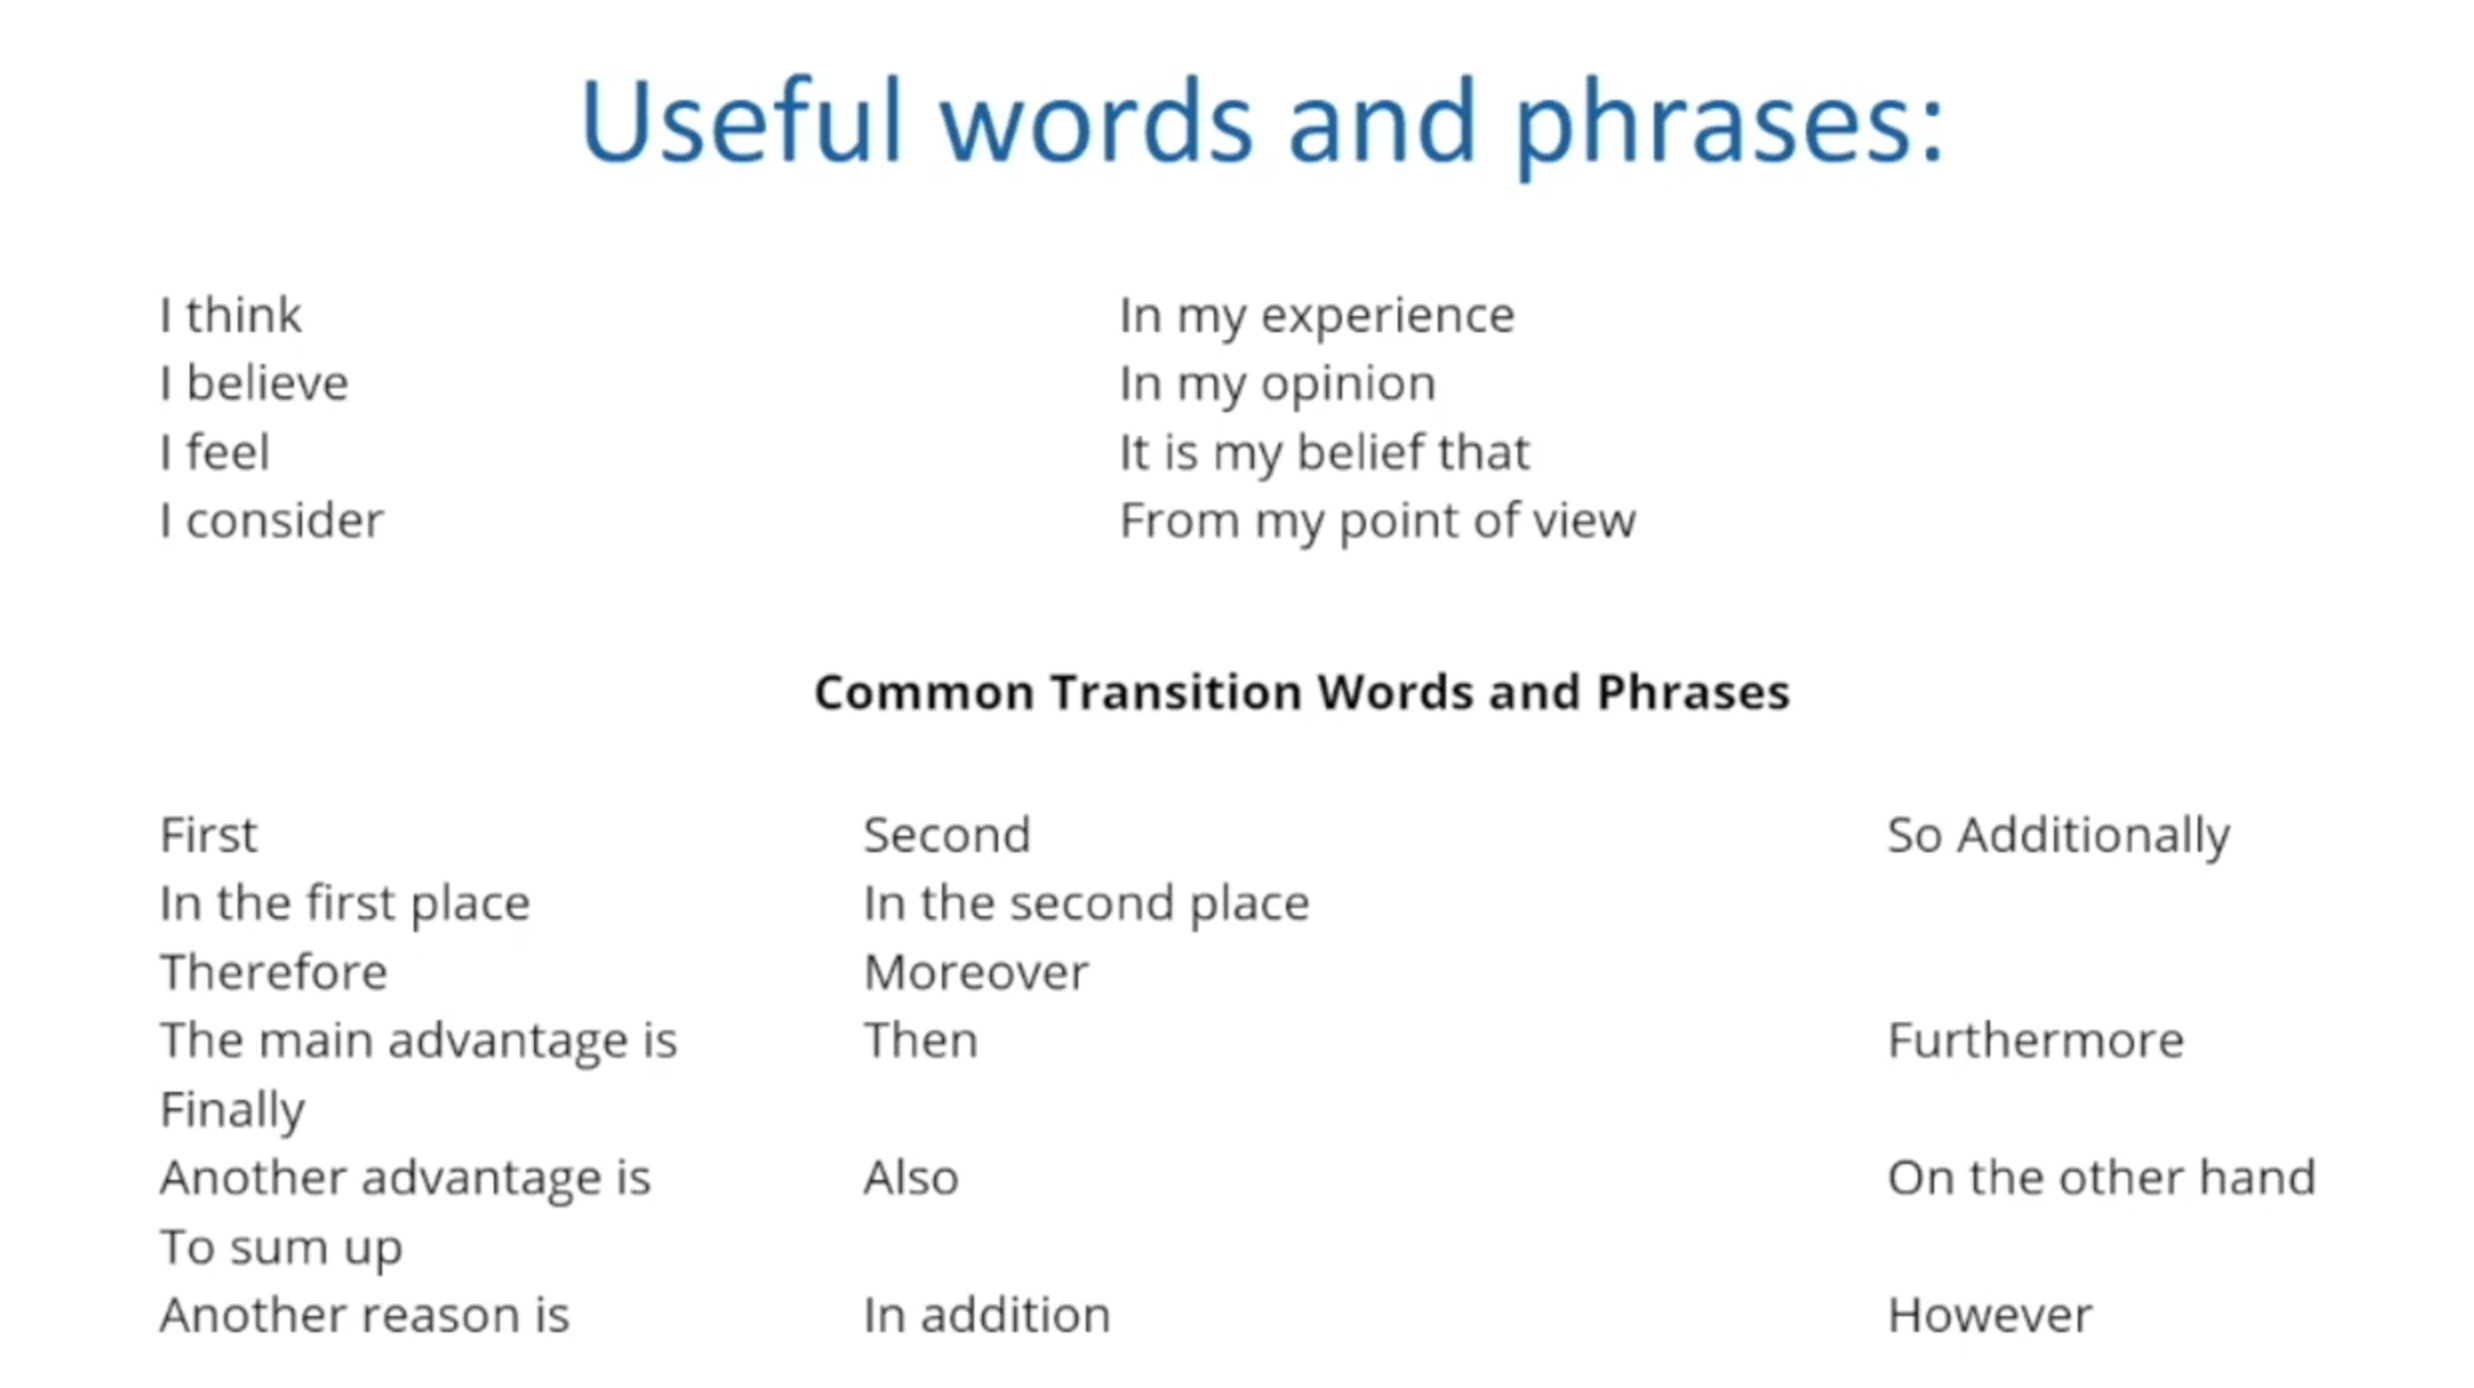 Useful words and phrases:
I think In my experience
I believe In my opinion
I feel It is my belief that
I consider From my point of view
Common Transition Words and Phrases
First Second So Additionally
In the first place In the second place
Therefore Moreover
The main advantage is Then Furthermore
Finally
Another advantage is Also On the other hand
To sum up
Another reason is In addition However